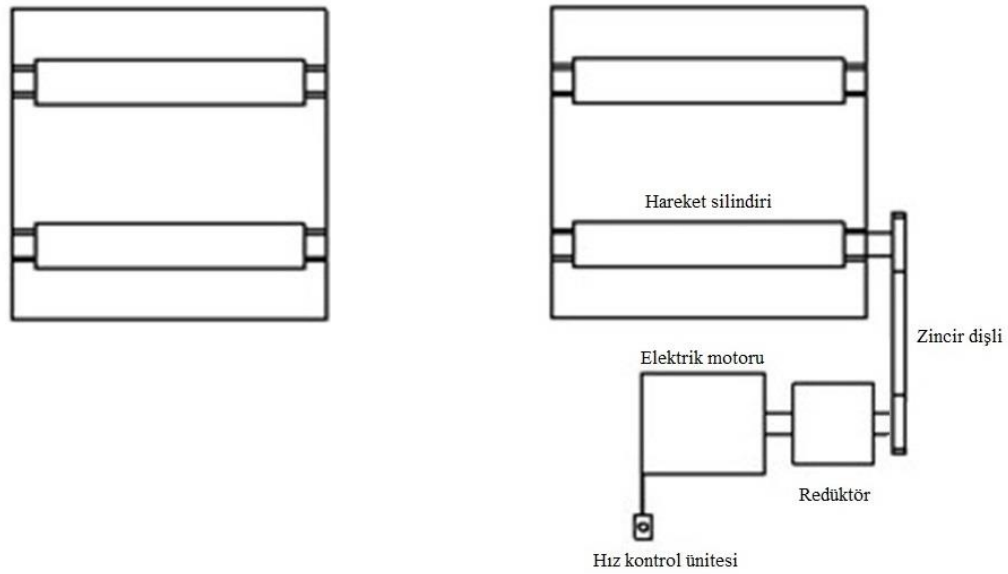 Hareket silindiri
Zincir dişli
Elektrik motoru
Redüktör
Hız kontrol ünitesi